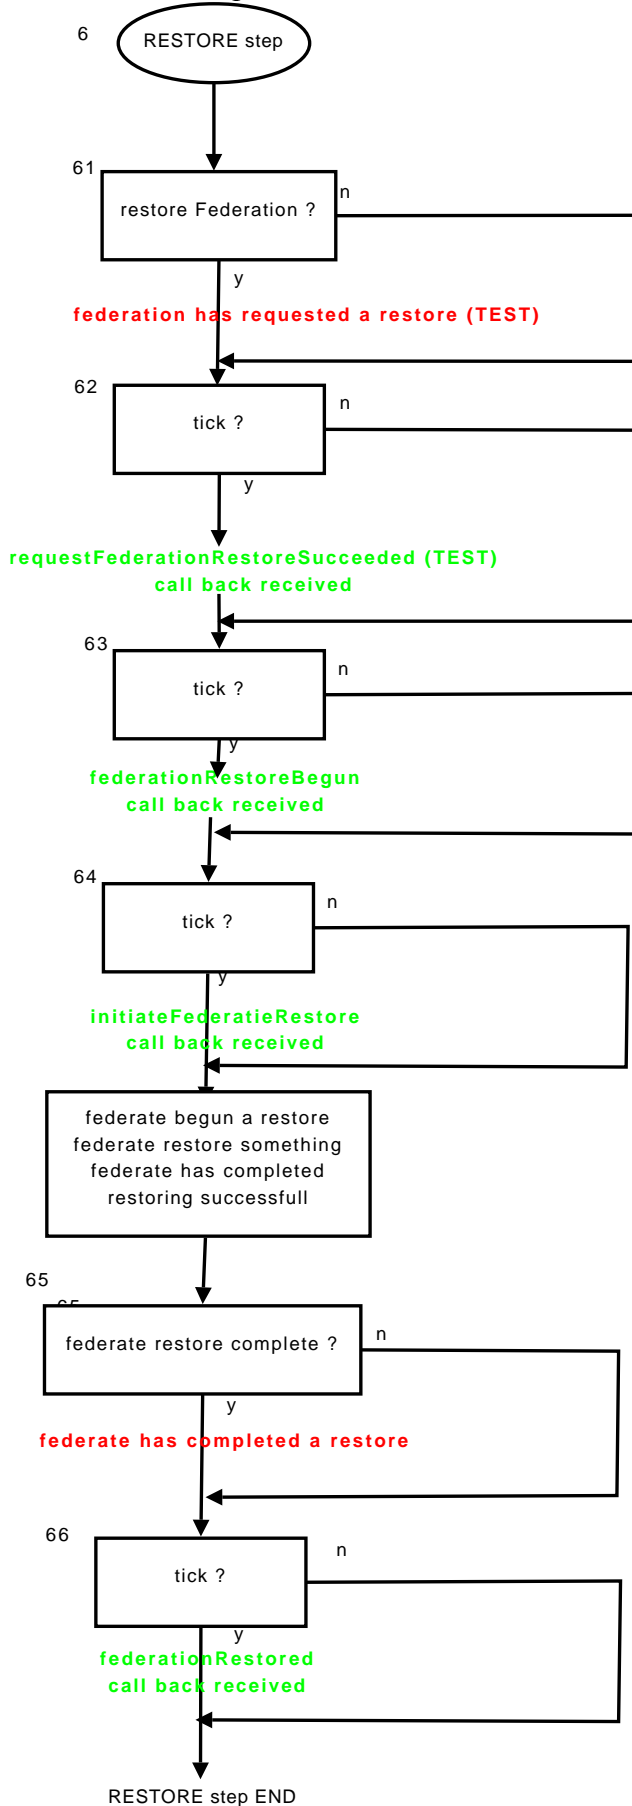 6
RESTORE step
61
n
restore Federation ?
y
federation has requested a restore (TEST)
62
n
tick ?
y
requestFederationRestoreSucceeded (TEST)
call back received
63
n
tick ?
y
federationRestoreBegun
call back received
64
n
tick ?
y
initiateFederatieRestore
call back received
federate begun a restore
federate restore something
federate has completed
restoring successfull
65
65
n
federate restore complete ?
y
federate has completed a restore
66
n
tick ?
y
federationRestored
call back received
RESTORE step END